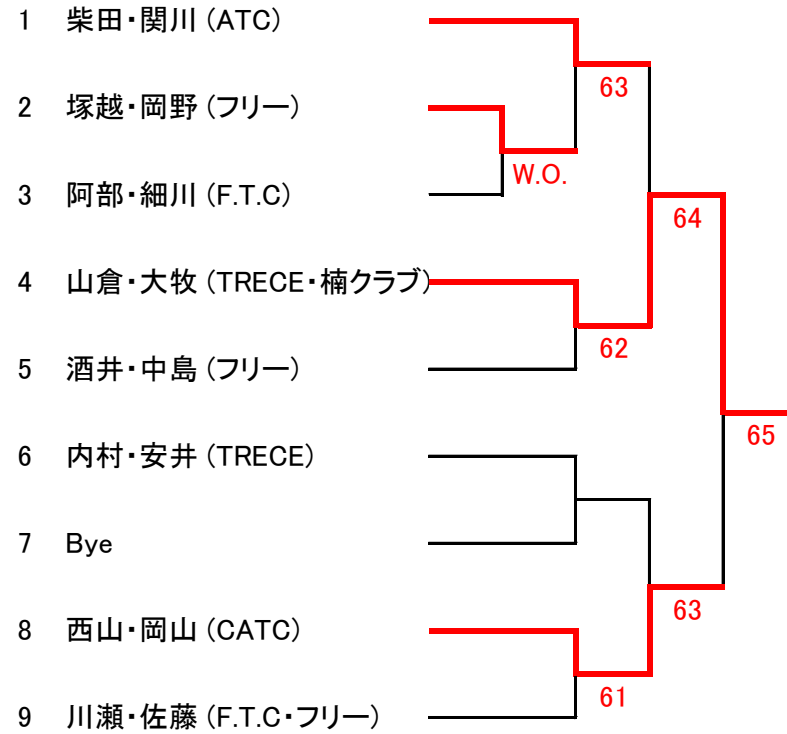 1 柴田・関川 (ATC)
63
2 塚越・岡野 (フリー)
W.O.
3 阿部・細川 (F.T.C)
64
4 山倉・大牧 (TRECE・楠クラブ)
62
5 酒井・中島 (フリー)
65
6 内村・安井 (TRECE)
7 Bye
63
8 西山・岡山 (CATC)
61
9 川瀬・佐藤 (F.T.C・フリー)